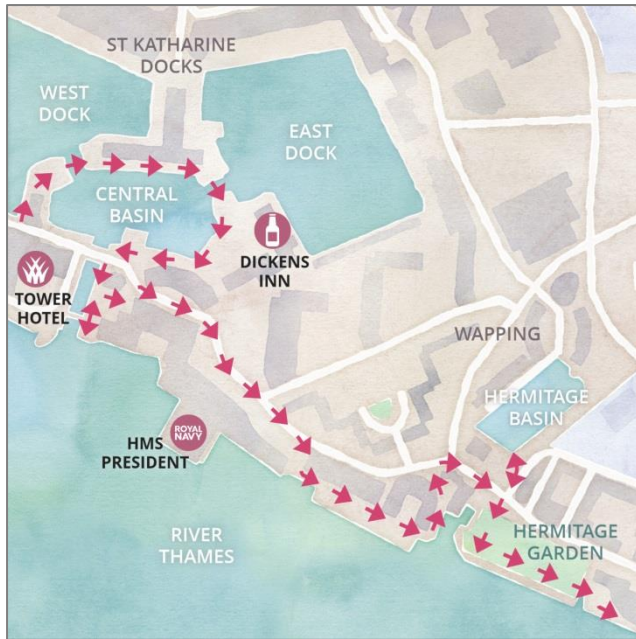 ST KATHARINE
DOCKS
WEST
DOCK
EAST
DOCK
CENTRAL
BASIN
DICKENS
INN
TOWER
HOTEL
WAPPING
HERMITAGE
BASIN
ROYAL
NAVY
HMS
PRESIDENT
RIVER
THAMES
HERMITAGE
GARDEN